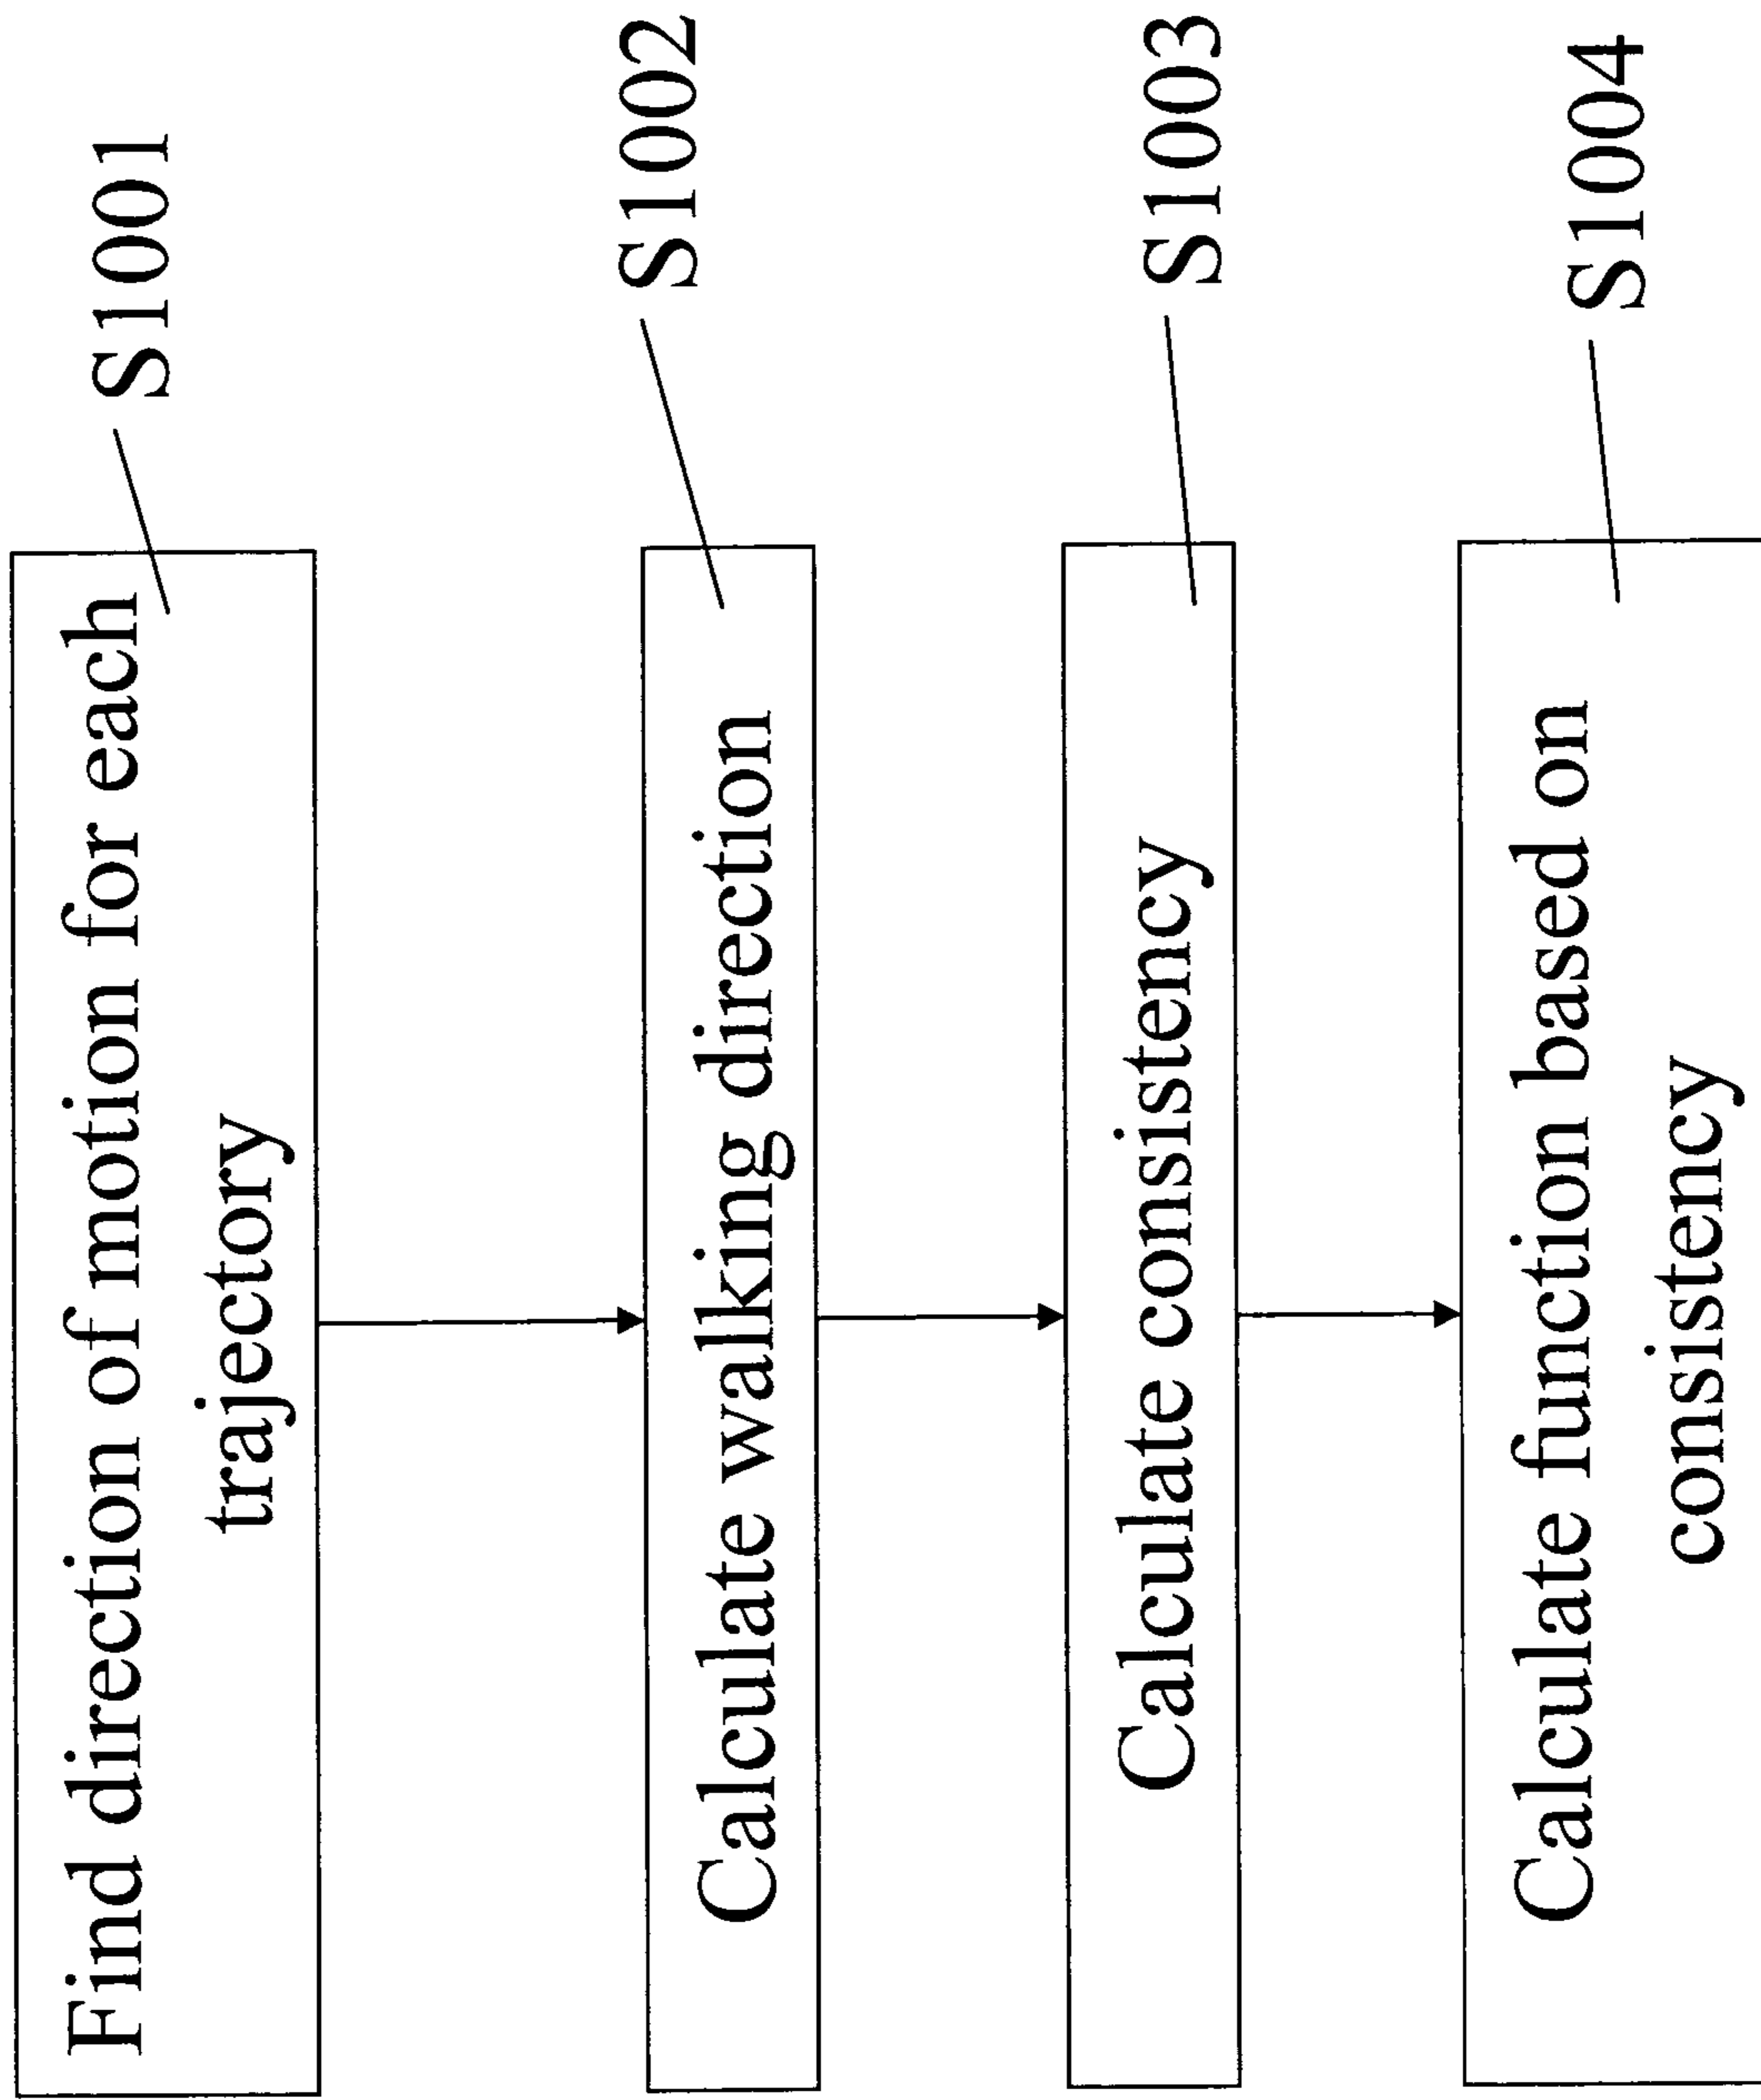 Find direction of motion for each
trajectory
S1001
Calculate walking direction
S1002
Calculate consistency
S1003
Calculate function based on
consistency
S1004